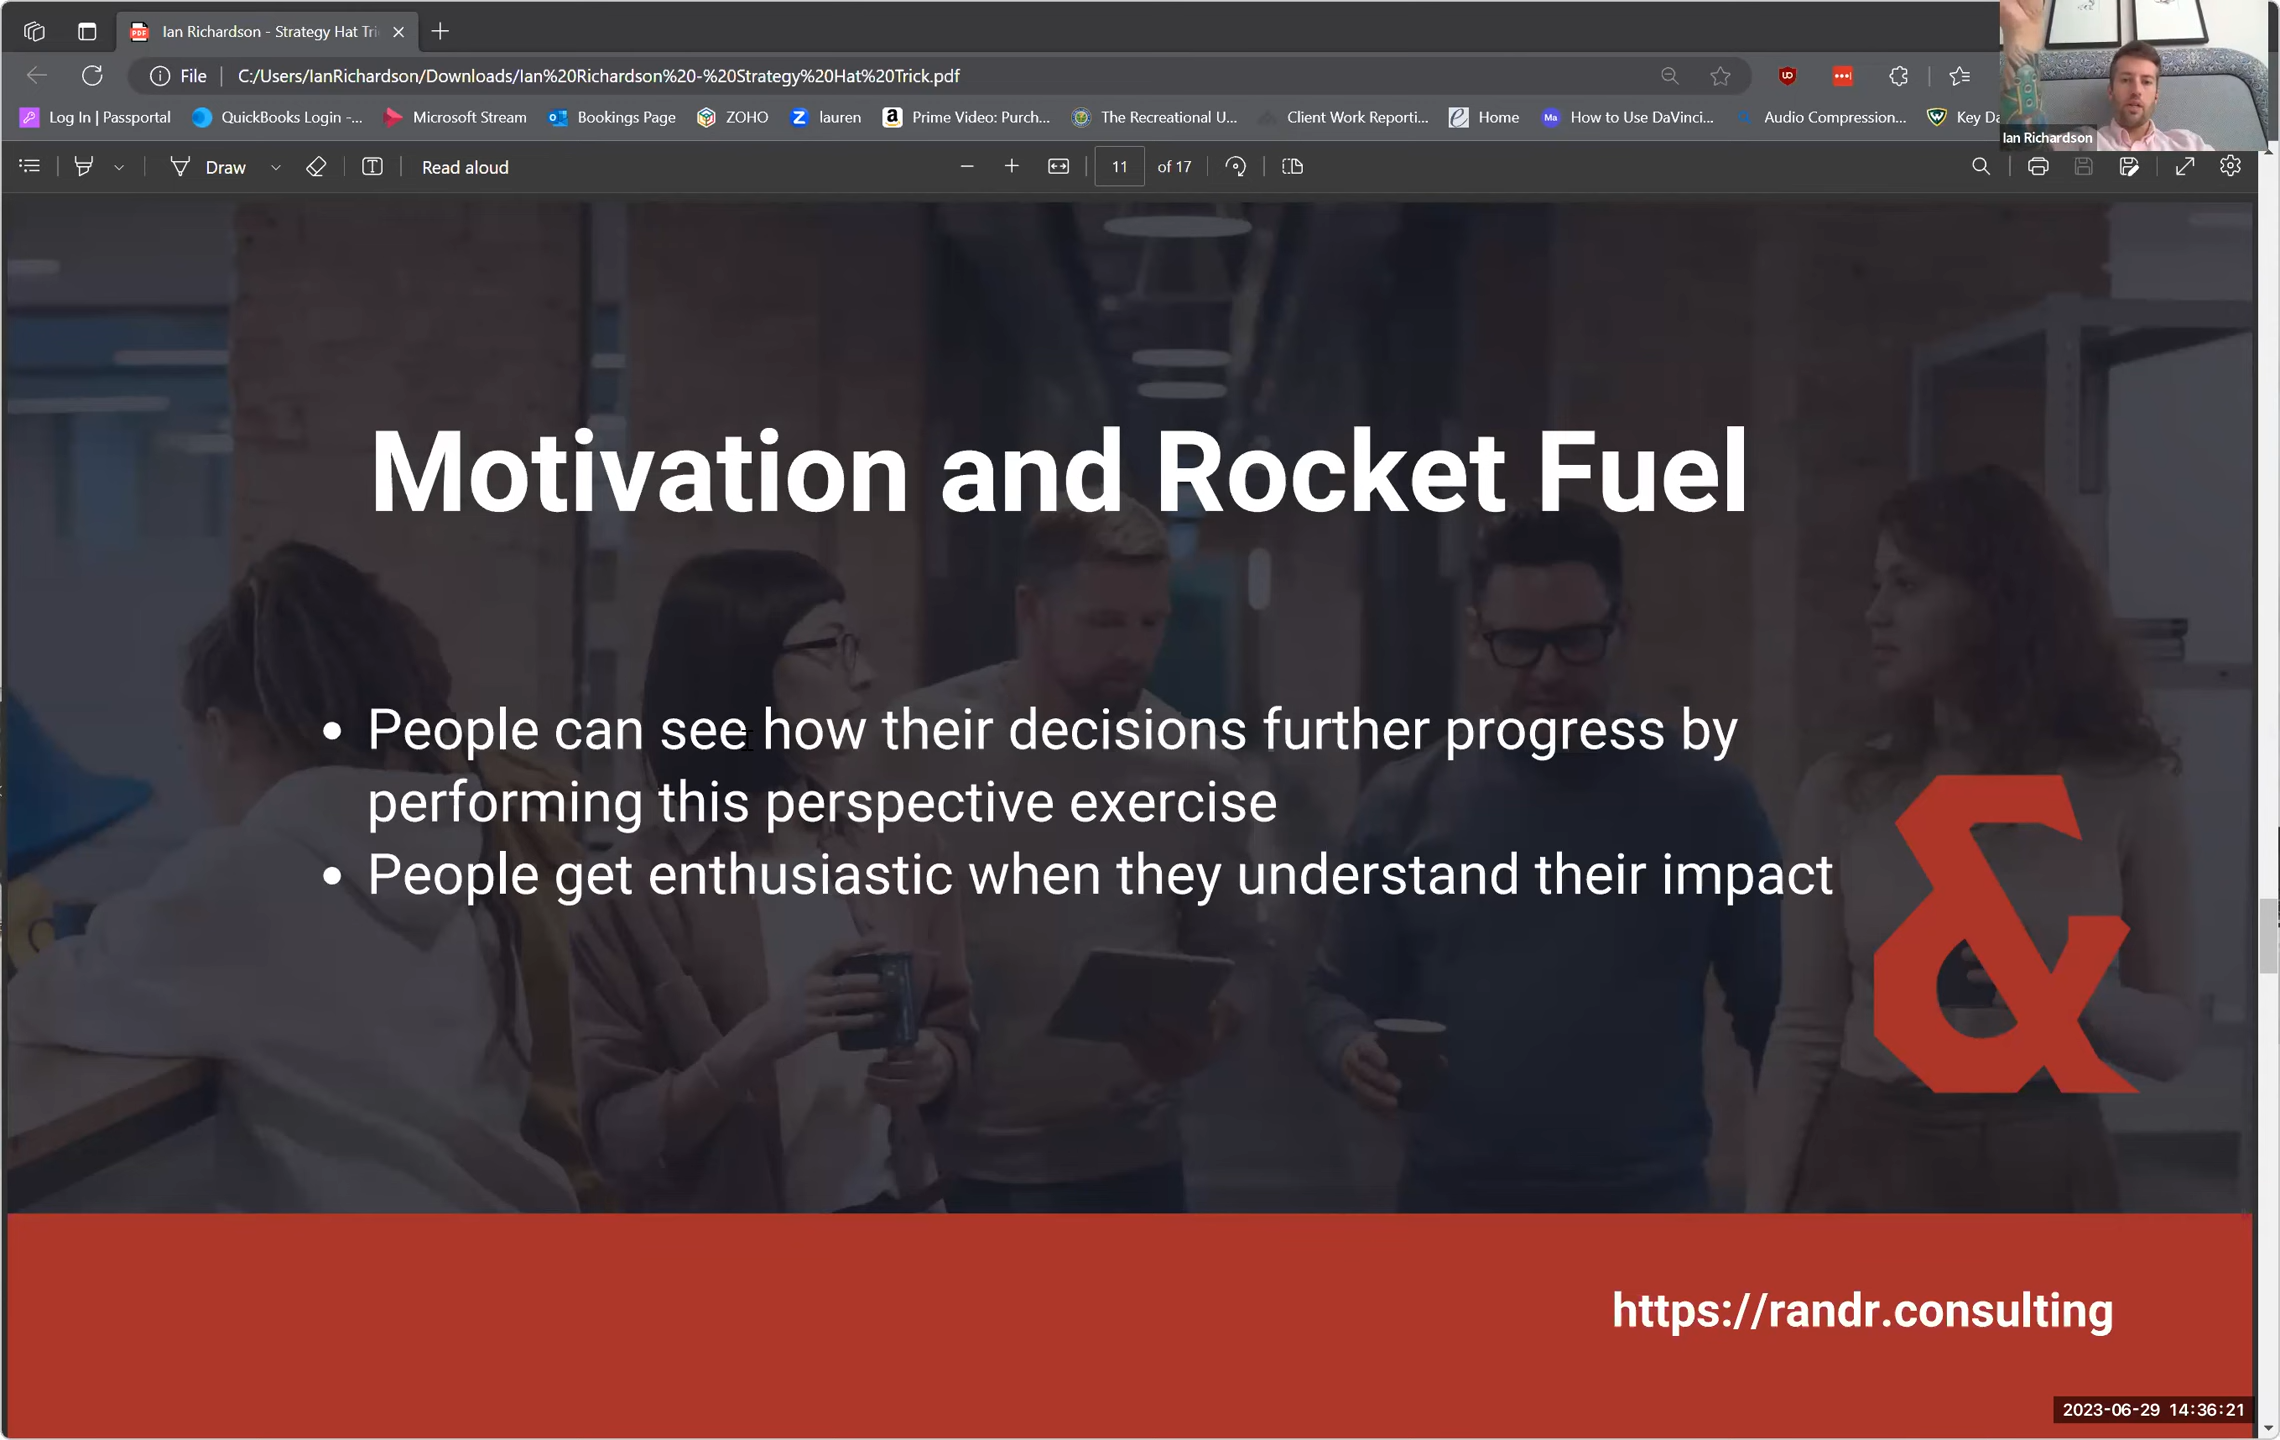 Ian Richardson - Strategy Hat Tri
File
C:/Users/IanRichardson/Downloads/Ian%20Richardson%20-%20Strategy%20Hat%20Trick.pdf
Log In | Passportal
QuickBooks Login -...
Microsoft Stream
Bookings Page
ZOHO
lauren
Prime Video: Purch...
The Recreational U...
Client Work Reporti...
Home
How to Use DaVinci...
Audio Compression...
Key Da
Ian Richardson
Draw
Read aloud
11 of 17
Motivation and Rocket Fuel
• People can see how their decisions further progress by
performing this perspective exercise
• People get enthusiastic when they understand their impact
&
https://randr.consulting
2023-06-29 14:36:21